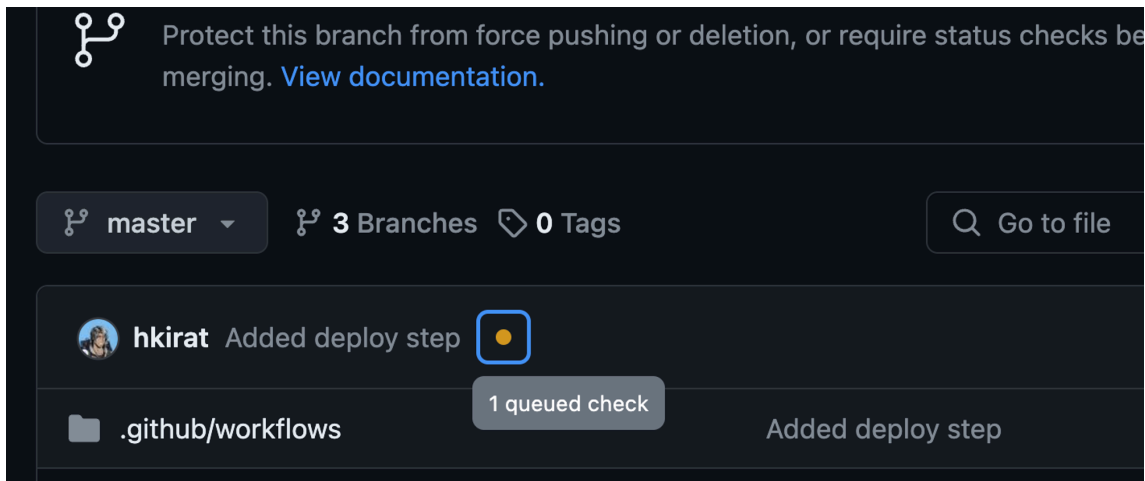 Protect this branch from force pushing or deletion, or require status checks be
merging. View documentation.
master 3 Branches 0 Tags Go to file
hkirat Added deploy step
1 queued check
.github/workflows Added deploy step